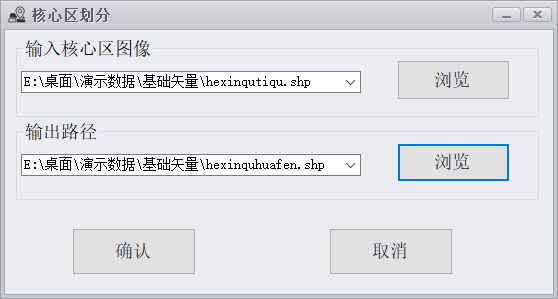 核心区划分
输入核心区图像
E:\桌面\演示数据\基础矢量\hexinqutiqu.shp
浏览
输出路径
E:\桌面\演示数据\基础矢量\hexinquhuafen.shp
浏览
确认
取消